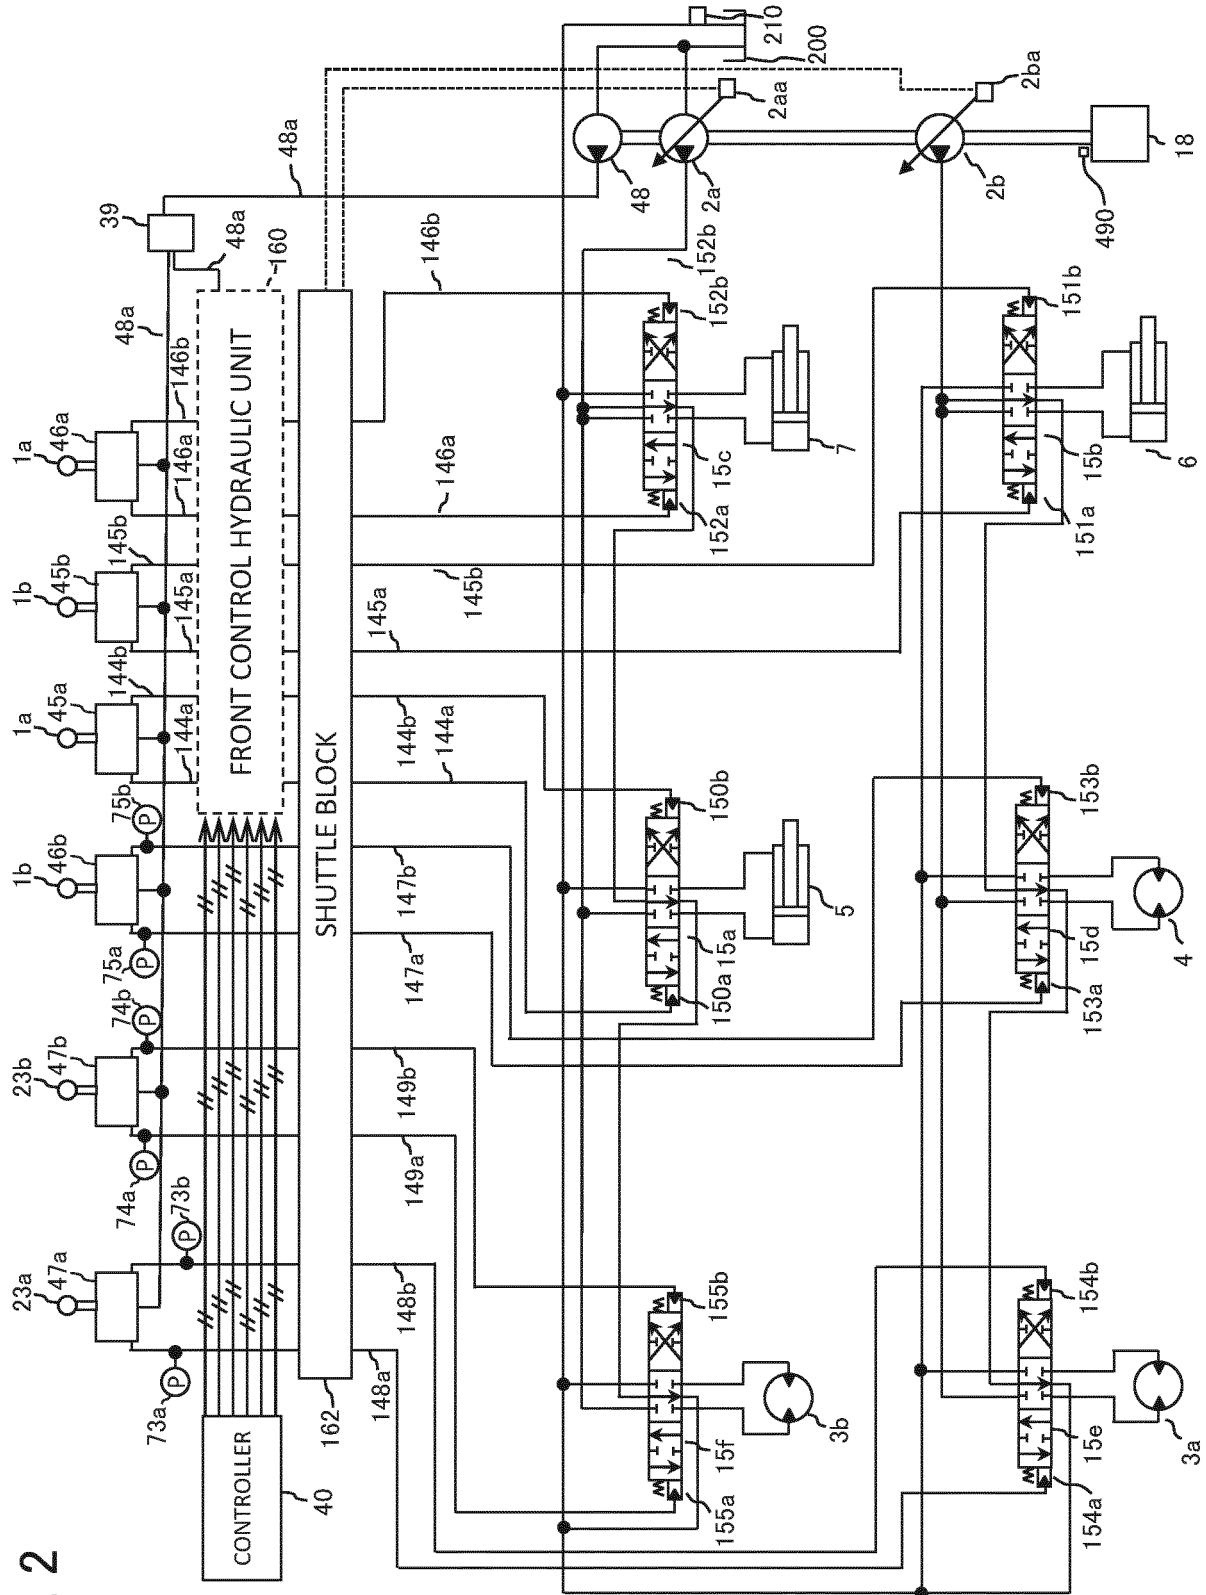 2
CONTROLLER
40
FRONT CONTROL HYDRAULIC UNIT
160
SHUTTLE BLOCK
162
23a
47a
23b
47b
1b
46b
1a
45a
1b
45b
1a
46a
P
73a
P
73b
P
74a
P
74b
P
75a
P
75b
144a
144b
145a
145b
146a
146b
48a
39
48a
48a
148a
148b
149a
149b
147a
147b
144b
144a
145a
145b
146a
146b
210
200
2aa
2ba
48
2a
2b
18
490
152b
155a
15f
155b
3b
150a
15a
150b
5
152a
15c
152b
7
154a
15e
154b
3a
153a
15d
153b
4
151a
15b
151b
6